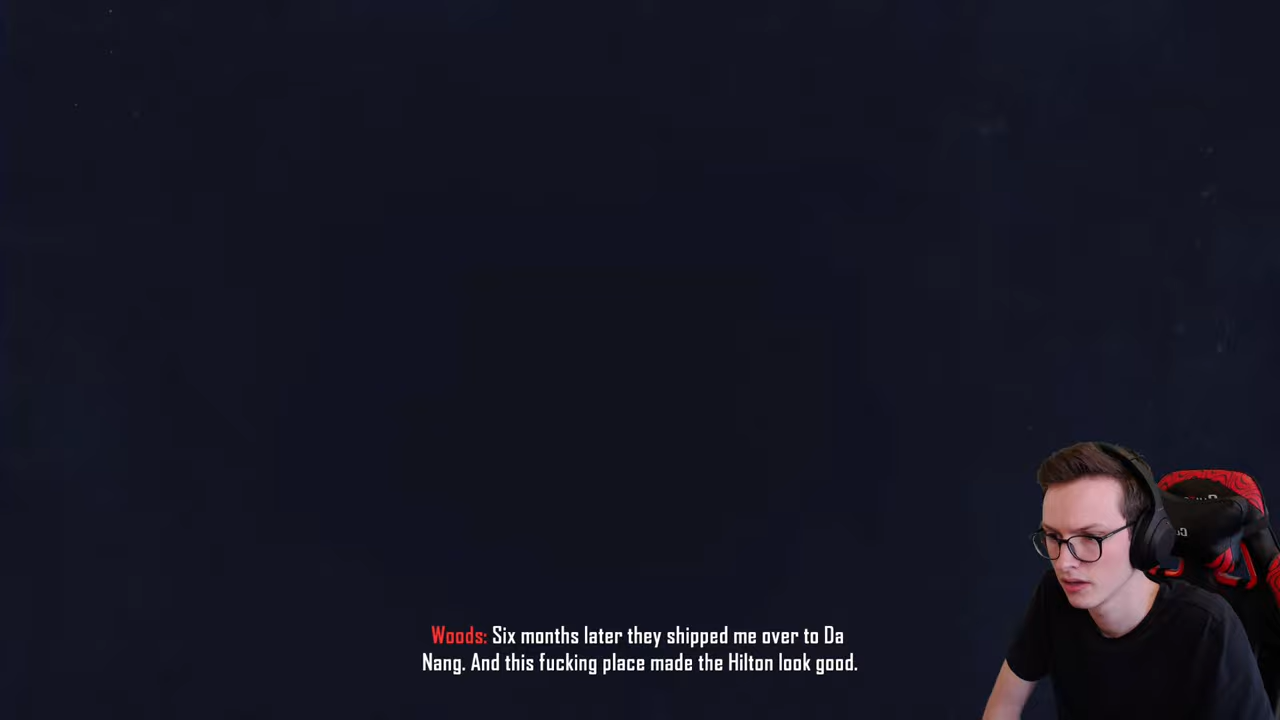 Woods: Six months later they shipped me over to Da
Nang. And this fucking place made the Hilton look good.